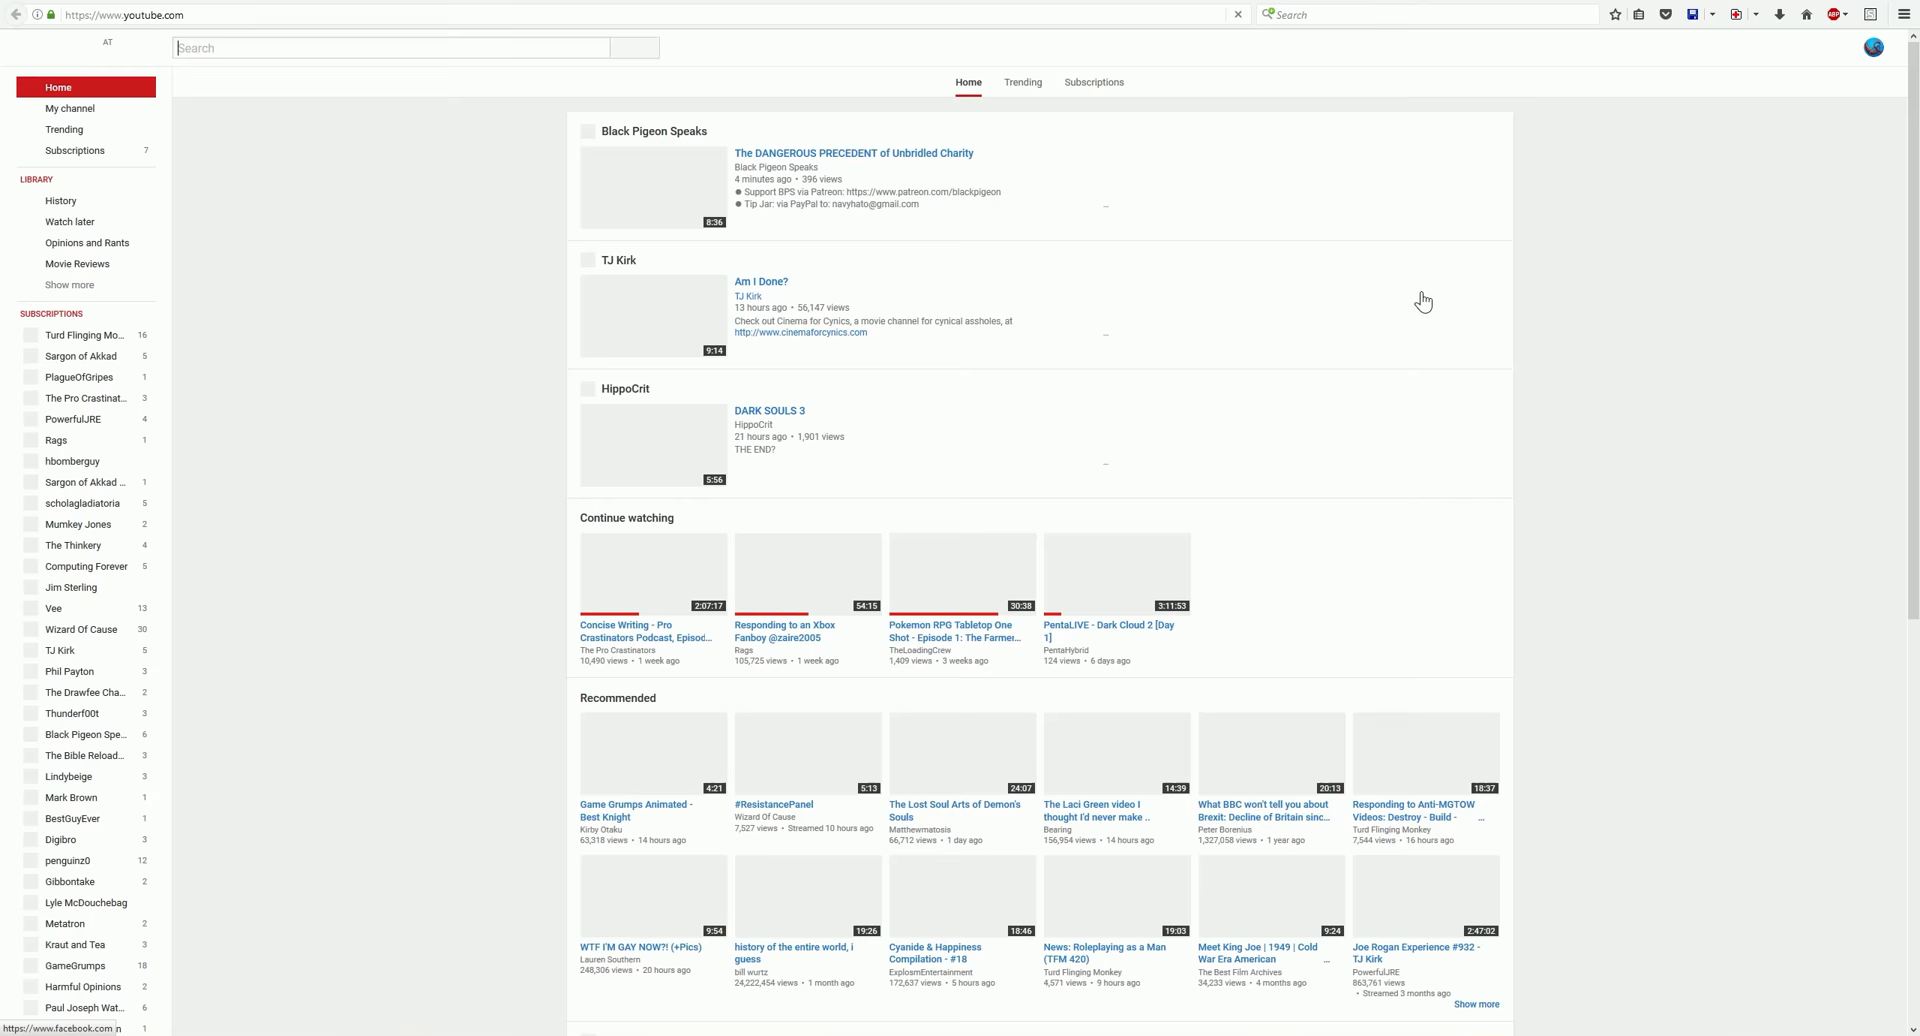 https://www.youtube.com
Search
AT
Search
Home
My channel
Trending
Subscriptions 7
LIBRARY
History
Watch later
Opinions and Rants
Movie Reviews
Show more
SUBSCRIPTIONS
Turd Flinging Mo... 16
Sargon of Akkad 5
PlagueOfGripes 1
The Pro Crastinat... 3
PowerfulJRE 4
Rags 1
hbomberguy
Sargon of Akkad ... 1
scholagladiatoria 5
Mumkey Jones 2
The Thinkery 4
Computing Forever 5
Jim Sterling
Vee 13
Wizard Of Cause 30
TJ Kirk 5
Phil Payton 3
The Drawfee Cha... 2
Thunderf00t 3
Black Pigeon Spe... 6
The Bible Reload... 3
Lindybeige 3
Mark Brown 1
BestGuyEver 1
Digibro 3
penguinz0 12
Gibbontake 2
Lyle McDouchebag
Metatron 2
Kraut and Tea 3
GameGrumps 18
Harmful Opinions 2
Paul Joseph Wat... 6
https://www.facebook.com n 1
Home Trending Subscriptions
Black Pigeon Speaks
The DANGEROUS PRECEDENT of Unbridled Charity
Black Pigeon Speaks
4 minutes ago • 396 views
● Support BPS via Patreon: https://www.patreon.com/blackpigeon
● Tip Jar: via PayPal to: navyhato@gmail.com ...
8:36
TJ Kirk
Am I Done?
TJ Kirk
13 hours ago • 56,147 views
Check out Cinema for Cynics, a movie channel for cynical assholes, at
http://www.cinemaforcynics.com ...
9:14
HippoCrit
DARK SOULS 3
HippoCrit
21 hours ago • 1,901 views
THE END?
...
5:56
Continue watching
2:07:17
Concise Writing - Pro
Crastinators Podcast, Episod...
The Pro Crastinators
10,490 views • 1 week ago
54:15
Responding to an Xbox
Fanboy @zaire2005
Rags
105,725 views • 1 week ago
30:38
Pokemon RPG Tabletop One
Shot - Episode 1: The Farmer...
TheLoadingCrew
1,409 views • 3 weeks ago
3:11:53
PentaLIVE - Dark Cloud 2 [Day
1]
PentaHybrid
124 views • 6 days ago
Recommended
4:21
Game Grumps Animated -
Best Knight
Kirby Otaku
63,318 views • 14 hours ago
5:13
#ResistancePanel
Wizard Of Cause
7,527 views • Streamed 10 hours ago
24:07
The Lost Soul Arts of Demon's
Souls
Matthewmatosis
66,712 views • 1 day ago
14:39
The Laci Green video I
thought I'd never make ..
Bearing
156,954 views • 14 hours ago
20:13
What BBC won't tell you about
Brexit: Decline of Britain sinc...
Peter Borenius
1,327,058 views • 1 year ago
18:37
Responding to Anti-MGTOW
Videos: Destroy - Build - ...
Turd Flinging Monkey
7,544 views • 16 hours ago
9:54
WTF I'M GAY NOW?! (+Pics)
Lauren Southern
248,306 views • 20 hours ago
19:26
history of the entire world, i
guess
bill wurtz
24,222,454 views • 1 month ago
18:46
Cyanide & Happiness
Compilation - #18
ExplosmEntertainment
172,637 views • 5 hours ago
19:03
News: Roleplaying as a Man
(TFM 420)
Turd Flinging Monkey
4,571 views • 9 hours ago
9:24
Meet King Joe | 1949 | Cold
War Era American ...
The Best Film Archives
34,233 views • 4 months ago
2:47:02
Joe Rogan Experience #932 -
TJ Kirk
PowerfulJRE
863,761 views
• Streamed 3 months ago
Show more